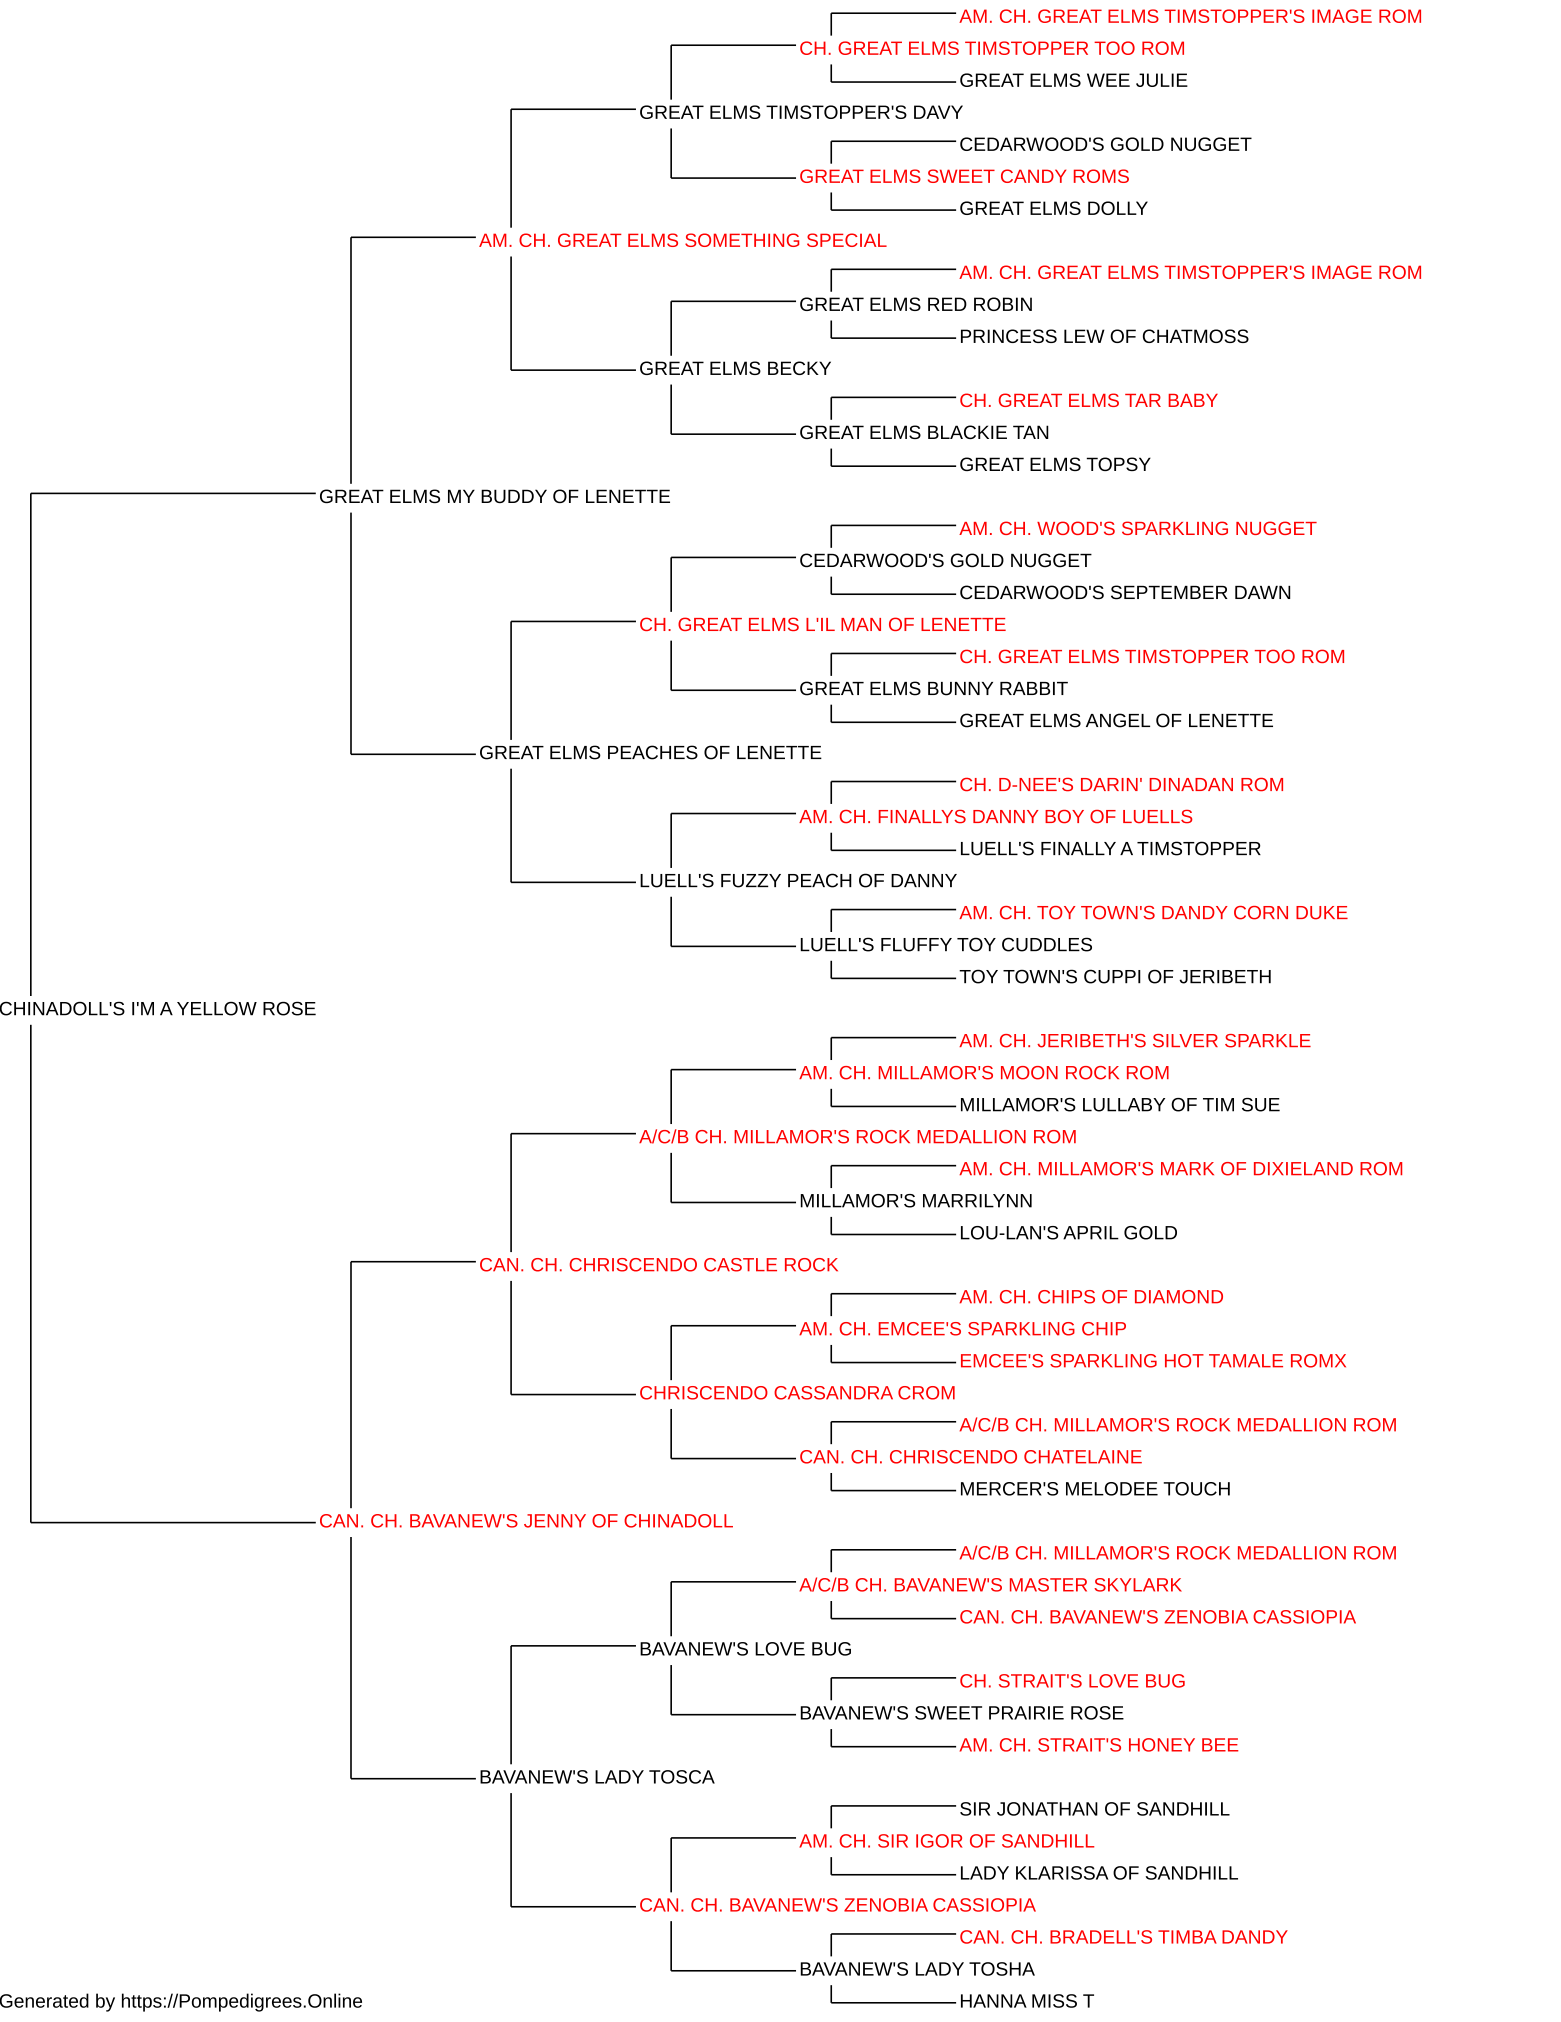 AM. CH. GREAT ELMS TIMSTOPPER'S IMAGE ROM
CH. GREAT ELMS TIMSTOPPER TOO ROM
GREAT ELMS WEE JULIE
GREAT ELMS TIMSTOPPER'S DAVY
CEDARWOOD'S GOLD NUGGET
GREAT ELMS SWEET CANDY ROMS
GREAT ELMS DOLLY
AM. CH. GREAT ELMS SOMETHING SPECIAL
AM. CH. GREAT ELMS TIMSTOPPER'S IMAGE ROM
GREAT ELMS RED ROBIN
PRINCESS LEW OF CHATMOSS
GREAT ELMS BECKY
CH. GREAT ELMS TAR BABY
GREAT ELMS BLACKIE TAN
GREAT ELMS TOPSY
GREAT ELMS MY BUDDY OF LENETTE
AM. CH. WOOD'S SPARKLING NUGGET
CEDARWOOD'S GOLD NUGGET
CEDARWOOD'S SEPTEMBER DAWN
CH. GREAT ELMS L'IL MAN OF LENETTE
CH. GREAT ELMS TIMSTOPPER TOO ROM
GREAT ELMS BUNNY RABBIT
GREAT ELMS ANGEL OF LENETTE
GREAT ELMS PEACHES OF LENETTE
CH. D-NEE'S DARIN' DINADAN ROM
AM. CH. FINALLYS DANNY BOY OF LUELLS
LUELL'S FINALLY A TIMSTOPPER
LUELL'S FUZZY PEACH OF DANNY
AM. CH. TOY TOWN'S DANDY CORN DUKE
LUELL'S FLUFFY TOY CUDDLES
TOY TOWN'S CUPPI OF JERIBETH
CHINADOLL'S I'M A YELLOW ROSE
AM. CH. JERIBETH'S SILVER SPARKLE
AM. CH. MILLAMOR'S MOON ROCK ROM
MILLAMOR'S LULLABY OF TIM SUE
A/C/B CH. MILLAMOR'S ROCK MEDALLION ROM
AM. CH. MILLAMOR'S MARK OF DIXIELAND ROM
MILLAMOR'S MARRILYNN
LOU-LAN'S APRIL GOLD
CAN. CH. CHRISCENDO CASTLE ROCK
AM. CH. CHIPS OF DIAMOND
AM. CH. EMCEE'S SPARKLING CHIP
EMCEE'S SPARKLING HOT TAMALE ROMX
CHRISCENDO CASSANDRA CROM
A/C/B CH. MILLAMOR'S ROCK MEDALLION ROM
CAN. CH. CHRISCENDO CHATELAINE
MERCER'S MELODEE TOUCH
CAN. CH. BAVANEW'S JENNY OF CHINADOLL
A/C/B CH. MILLAMOR'S ROCK MEDALLION ROM
A/C/B CH. BAVANEW'S MASTER SKYLARK
CAN. CH. BAVANEW'S ZENOBIA CASSIOPIA
BAVANEW'S LOVE BUG
CH. STRAIT'S LOVE BUG
BAVANEW'S SWEET PRAIRIE ROSE
AM. CH. STRAIT'S HONEY BEE
BAVANEW'S LADY TOSCA
SIR JONATHAN OF SANDHILL
AM. CH. SIR IGOR OF SANDHILL
LADY KLARISSA OF SANDHILL
CAN. CH. BAVANEW'S ZENOBIA CASSIOPIA
CAN. CH. BRADELL'S TIMBA DANDY
BAVANEW'S LADY TOSHA
HANNA MISS T
Generated by https://Pompedigrees.Online